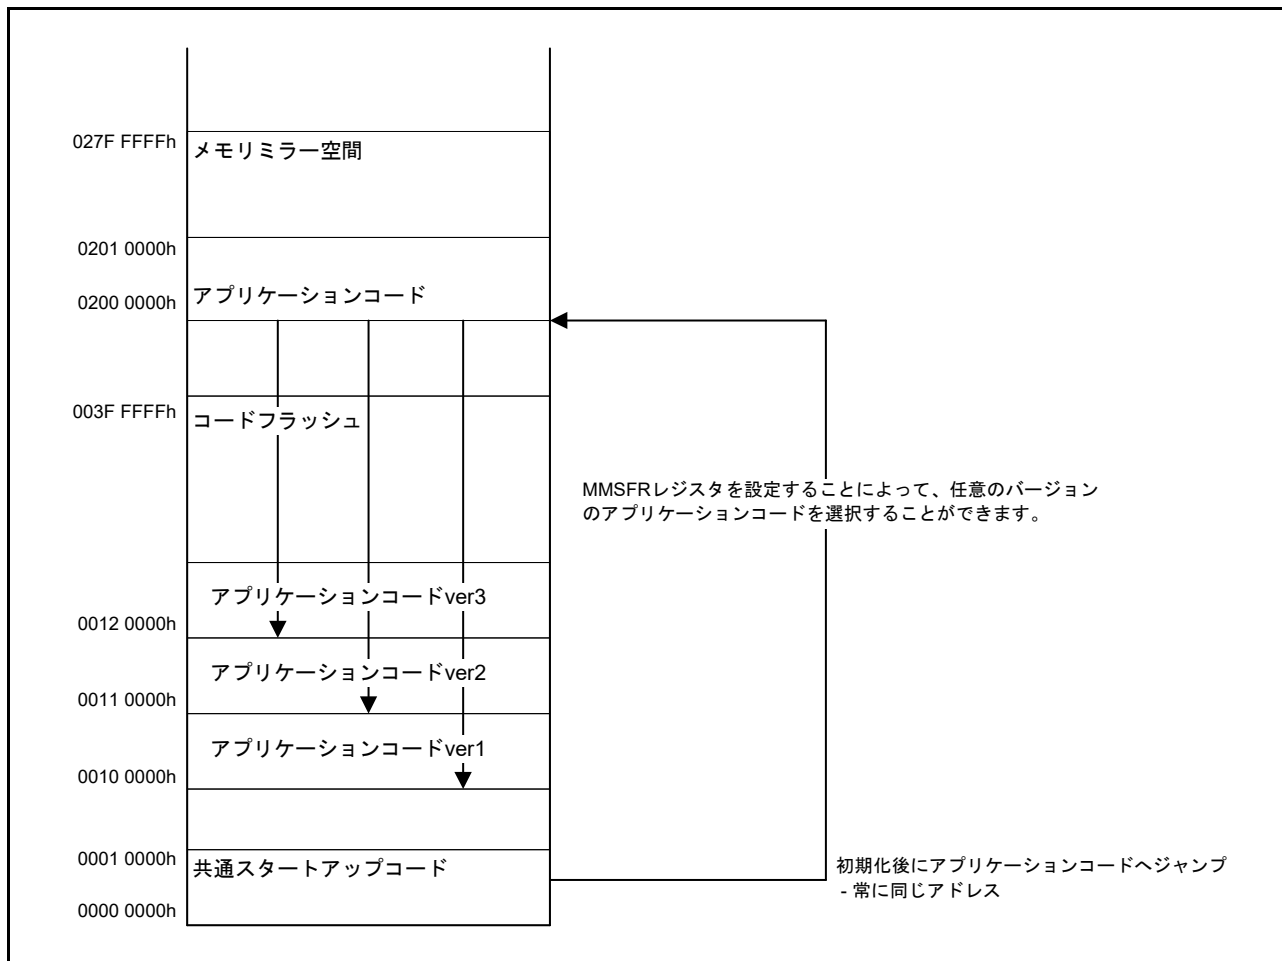 027F FFFFh
メモリミラー空間
0201 0000h
0200 0000h
アプリケーションコード
003F FFFFh
コードフラッシュ
MMSFRレジスタを設定することによって、任意のバージョン
のアプリケーションコードを選択することができます。
アプリケーションコードver3
0012 0000h
アプリケーションコードver2
0011 0000h
アプリケーションコードver1
0010 0000h
0001 0000h
共通スタートアップコード
初期化後にアプリケーションコードへジャンプ
- 常に同じアドレス
0000 0000h